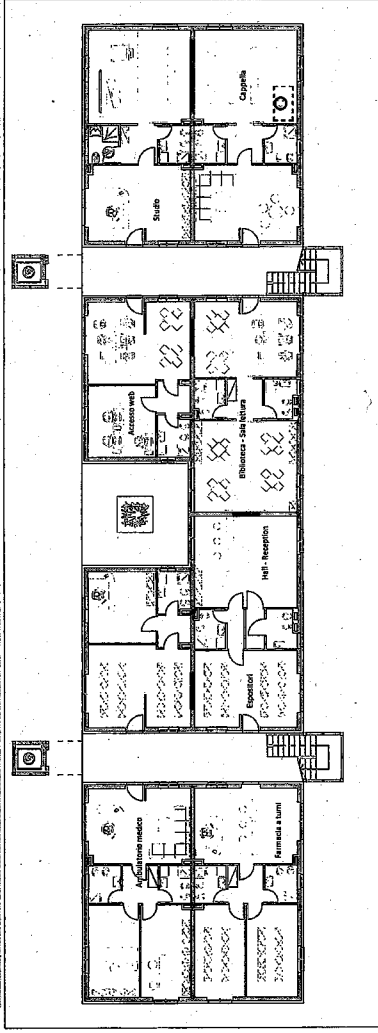 Cappella
Studio
Accesso web
Biblioteca - Sala lettura
Hall - Reception
Espositori
Ambulatorio medico
Farmacia a turni